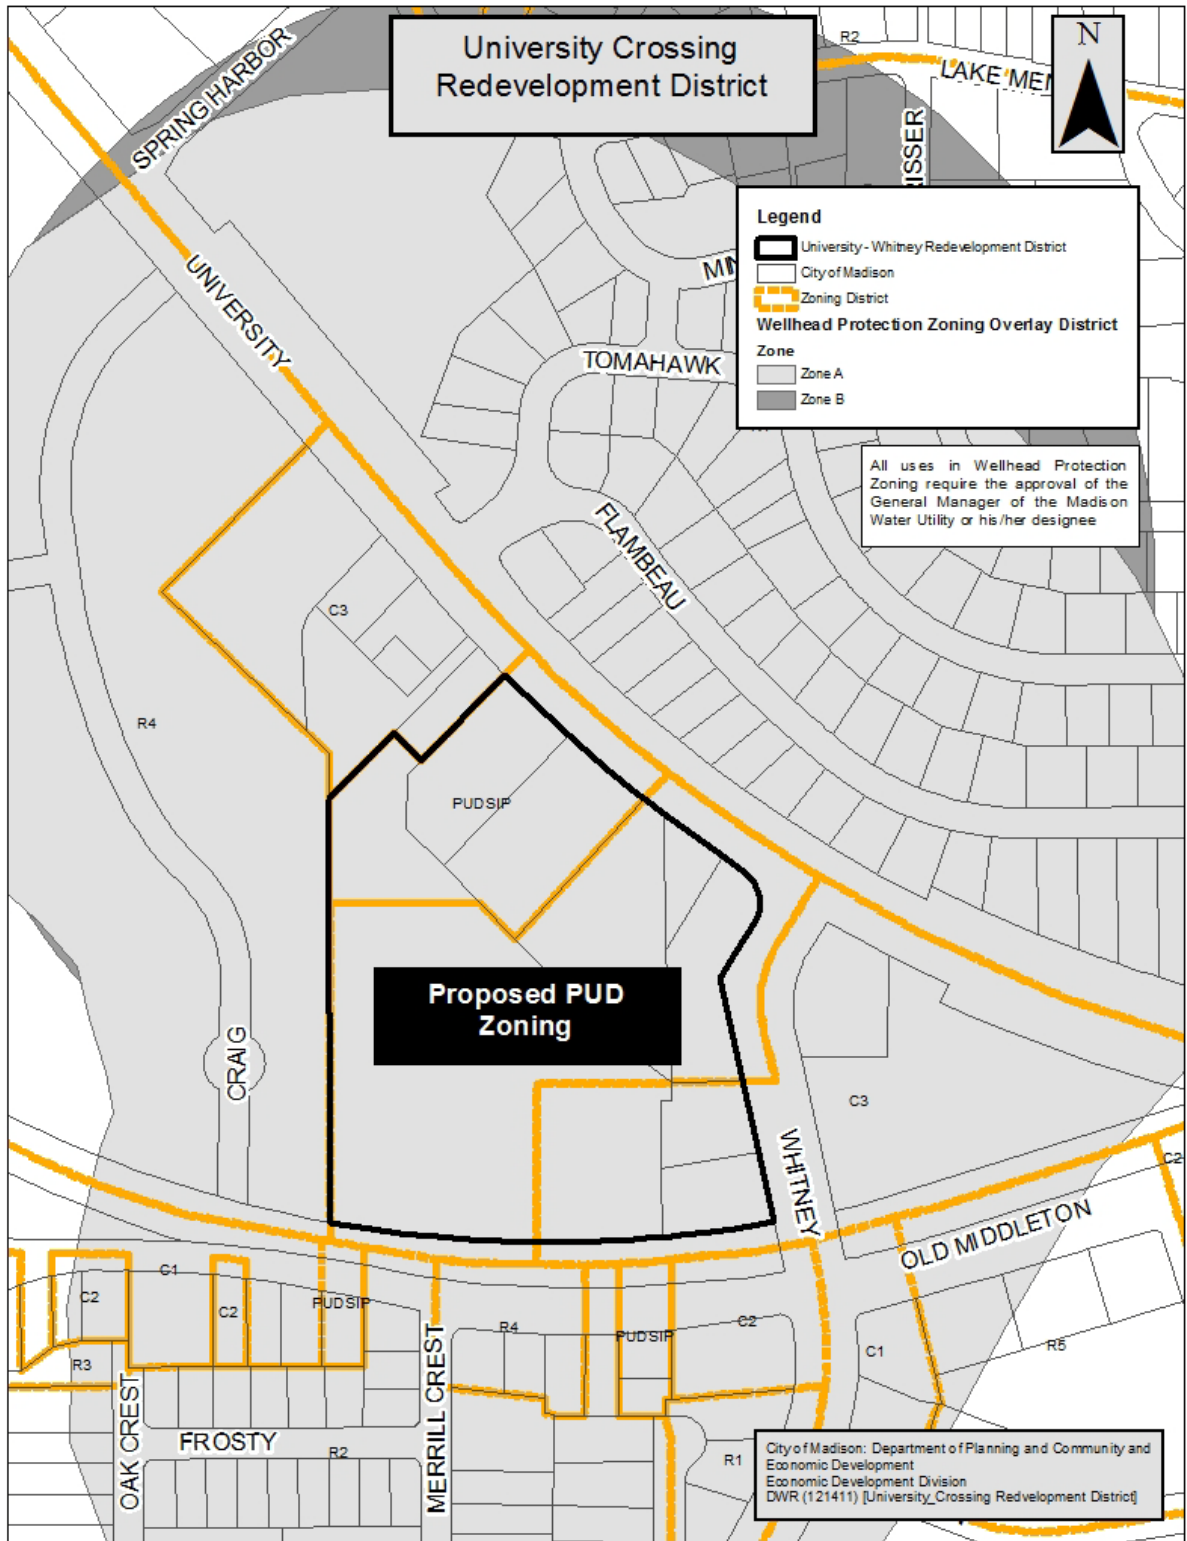 University Crossing
Redevelopment District
N
R2
LAKE MEN
RISSER
SPRING HARBOR
Legend
University - Whitney Redevelopment District
City of Madison
Zoning District
Wellhead Protection Zoning Overlay District
Zone
Zone A
Zone B
MIN
UNIVERSITY
TOMAHAWK
All uses in Wellhead Protection
Zoning require the approval of the
General Manager of the Madison
Water Utility or his/her designee
FLAMBEAU
C3
R4
PUDSIP
Proposed PUD
Zoning
CRAIG
C3
WHITNEY
C2
OLD MIDDLETON
C1
C2
C2
PUDSIP
R4
PUDSIP
C2
C1
R5
R3
OAK CREST
MERRILL CREST
FROSTY
R2
R1
City of Madison: Department of Planning and Community and
Economic Development
Economic Development Division
DWR (121411) [University_Crossing Redvelopment District]